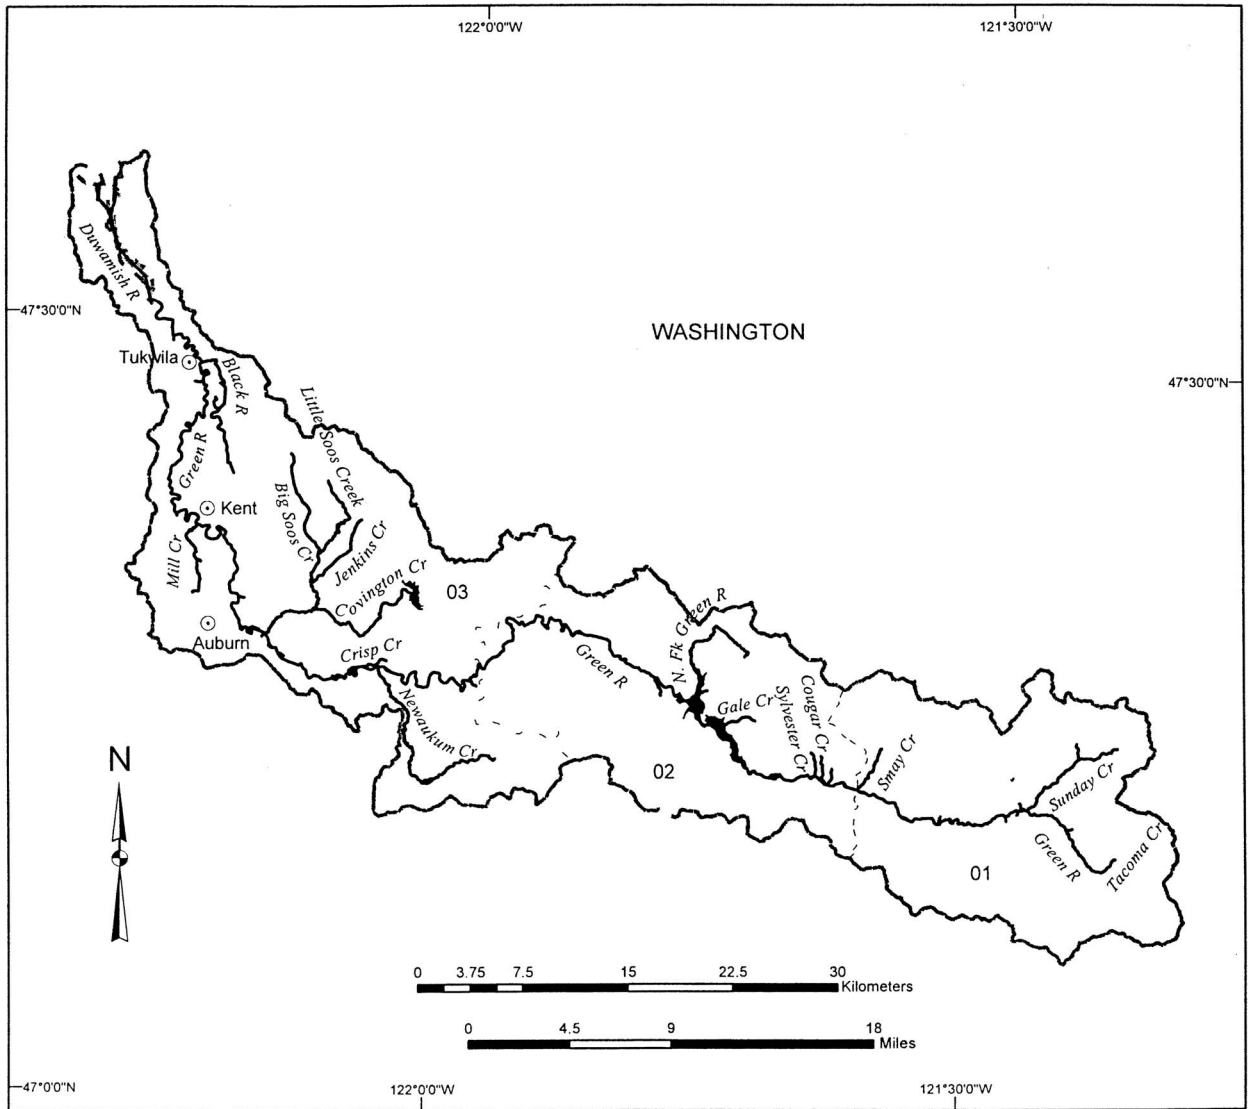 122°0'0"W
121°30'0"W
47°30'0"N
WASHINGTON
47°30'0"N
Duwamish R
Tukwila
Black R
Little Soos Creek
Green R
Big Soos Cr
Kent
Mill Cr
Jenkins Cr
Covington Cr
03
Auburn
Crisp Cr
Green R
N. Fk Green R
Newaukum Cr
Gale Cr
Sylvester Cr
Cougar Cr
Smay Cr
02
Sunday Cr
Green R
Tacoma Cr
01
N
0 3.75 7.5 15 22.5 30
Kilometers
0 4.5 9 18
Miles
47°0'0"N
122°0'0"W
121°30'0"W